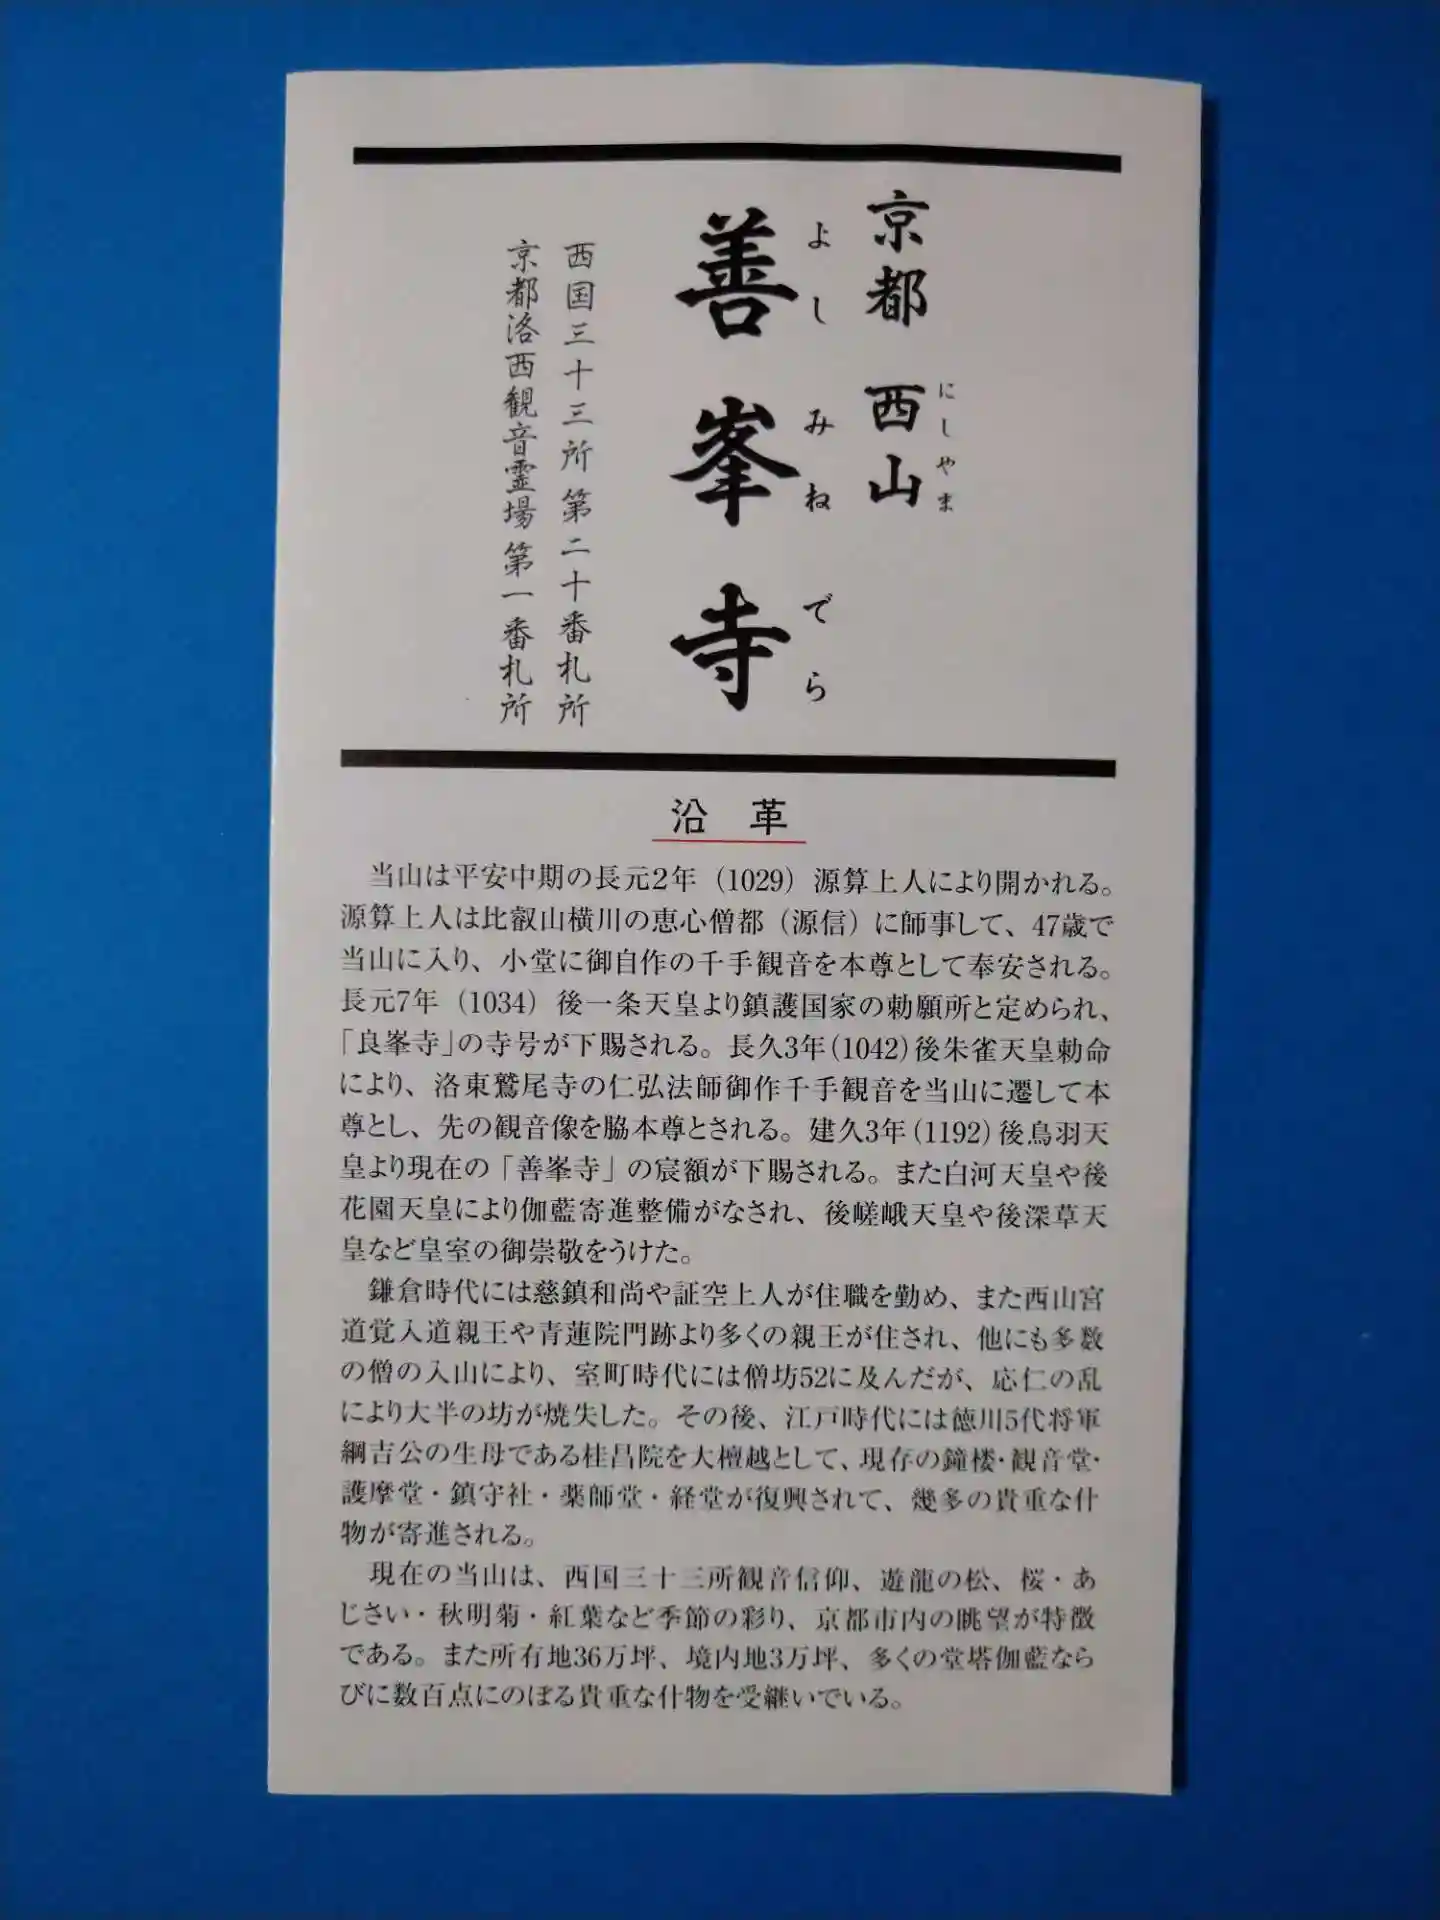 京都 西山
にしやま
善峯寺
よしみねでら
西国三十三所 第二十番札所
京都洛西観音霊場 第一番札所
沿革
当山は平安中期の長元2年（1029）源算上人により開かれる。
源算上人は比叡山横川の恵心僧都（源信）に師事して、47歳で
当山に入り、小堂に御自作の千手観音を本尊として奉安される。
長元7年（1034）後一条天皇より鎮護国家の勅願所と定められ、
「良峯寺」の寺号が下賜される。長久3年(1042)後朱雀天皇勅命
により、洛東鷲尾寺の仁弘法師御作千手観音を当山に遷して本
尊とし、先の観音像を脇本尊とされる。建久3年(1192)後鳥羽天
皇より現在の「善峯寺」の宸額が下賜される。また白河天皇や後
花園天皇により伽藍寄進整備がなされ、後嵯峨天皇や後深草天
皇など皇室の御崇敬をうけた。
鎌倉時代には慈鎮和尚や証空上人が住職を勤め、また西山宮
道覚入道親王や青蓮院門跡より多くの親王が住され、他にも多数
の僧の入山により、室町時代には僧坊52に及んだが、応仁の乱
により大半の坊が焼失した。その後、江戸時代には徳川5代将軍
綱吉公の生母である桂昌院を大檀越として、現存の鐘楼・観音堂・
護摩堂・鎮守社・薬師堂・経堂が復興されて、幾多の貴重な什
物が寄進される。
現在の当山は、西国三十三所観音信仰、遊龍の松、桜・あ
じさい・秋明菊・紅葉など季節の彩り、京都市内の眺望が特徴
である。また所有地36万坪、境内地3万坪、多くの堂塔伽藍なら
びに数百点にのぼる貴重な什物を受継いでいる。